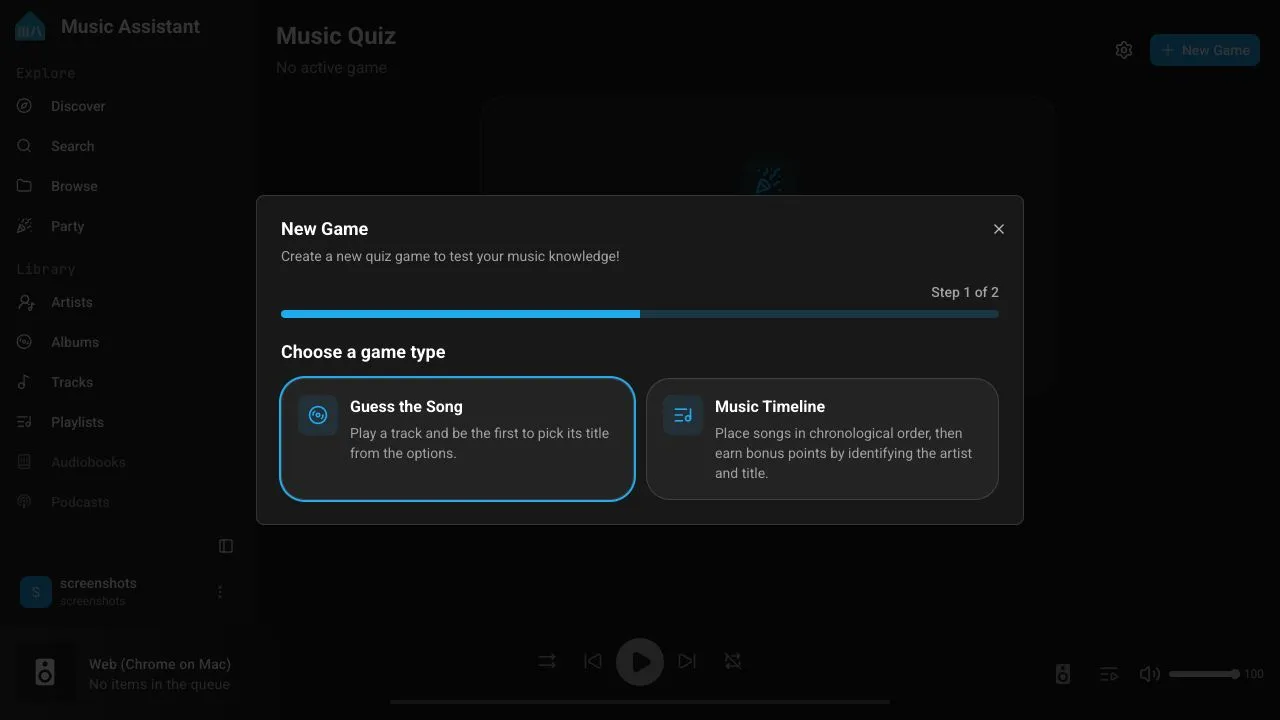 Music Assistant
Explore
Discover
Search
Browse
Party
Library
Artists
Albums
Tracks
Playlists
Audiobooks
Podcasts
S
screenshots
screenshots
Music Quiz
No active game
New Game
New Game
Create a new quiz game to test your music knowledge!
Step 1 of 2
Choose a game type
Guess the Song
Play a track and be the first to pick its title
from the options.
Music Timeline
Place songs in chronological order, then
earn bonus points by identifying the artist
and title.
Web (Chrome on Mac)
No items in the queue
100